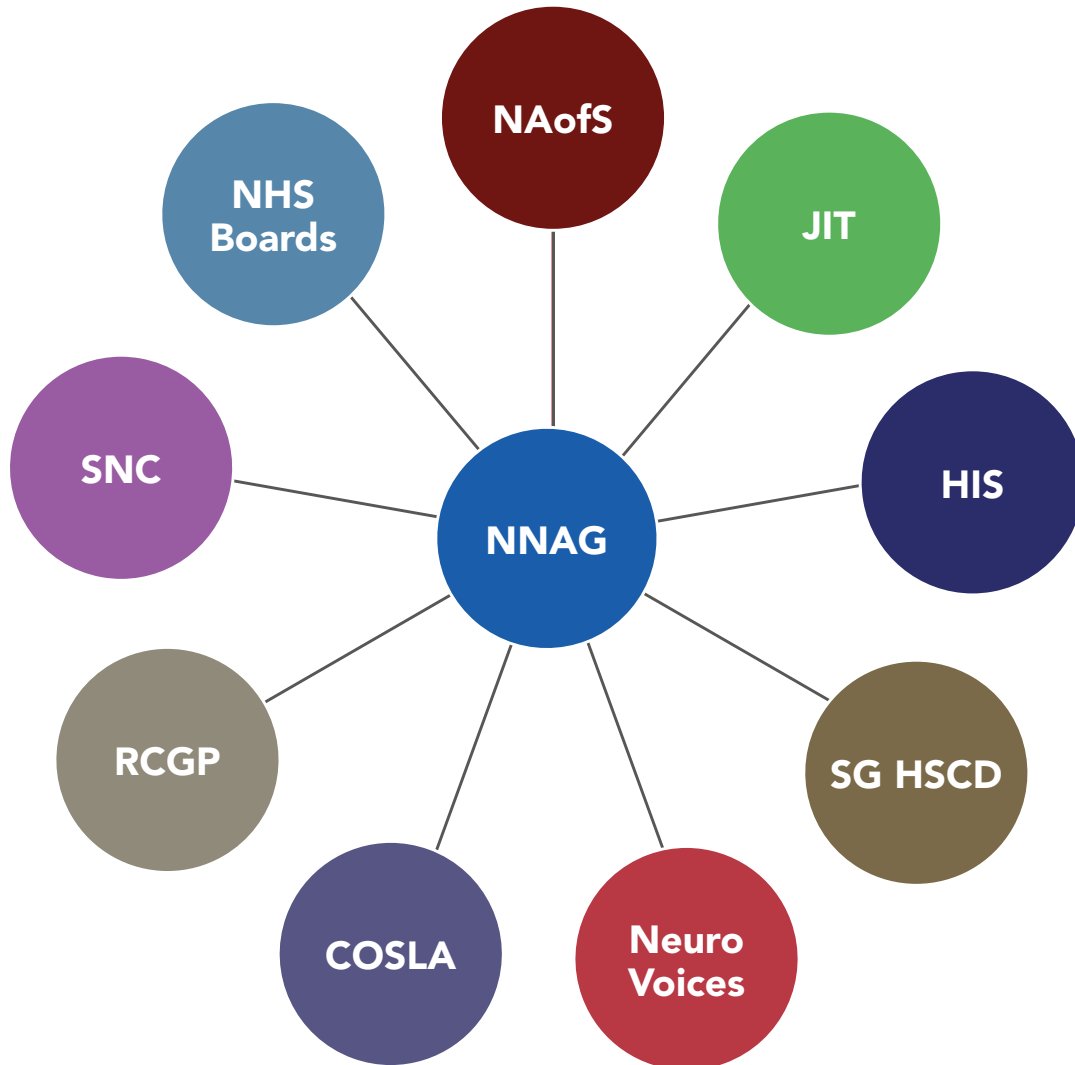 NAofS
NHS
Boards
JIT
SNC
HIS
NNAG
RCGP
SG HSCD
COSLA
Neuro
Voices